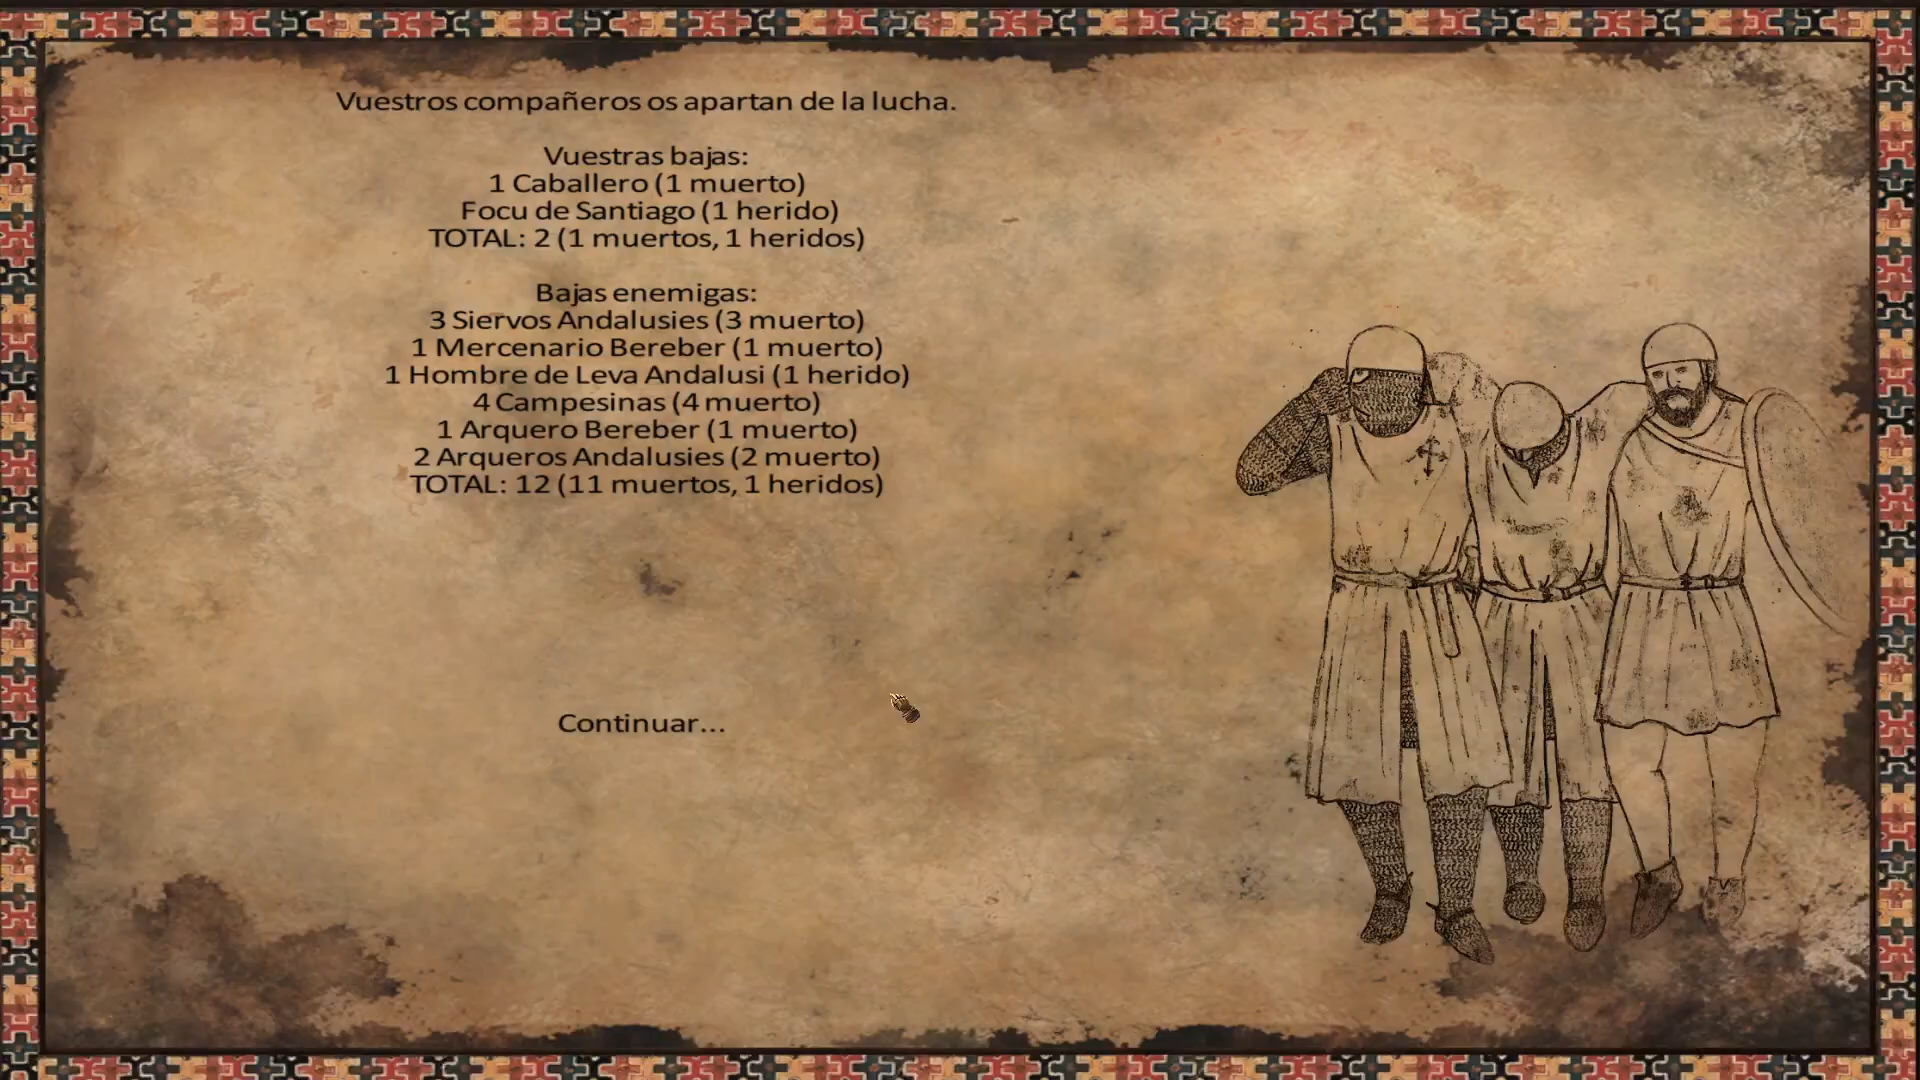 Vuestros compañeros os apartan de la lucha.
Vuestras bajas:
1 Caballero (1 muerto)
Focu de Santiago (1 herido)
TOTAL: 2 (1 muertos, 1 heridos)
Bajas enemigas:
3 Siervos Andalusies (3 muerto)
1 Mercenario Bereber (1 muerto)
1 Hombre de Leva Andalusi (1 herido)
4 Campesinas (4 muerto)
1 Arquero Bereber (1 muerto)
2 Arqueros Andalusies (2 muerto)
TOTAL: 12 (11 muertos, 1 heridos)
Continuar...